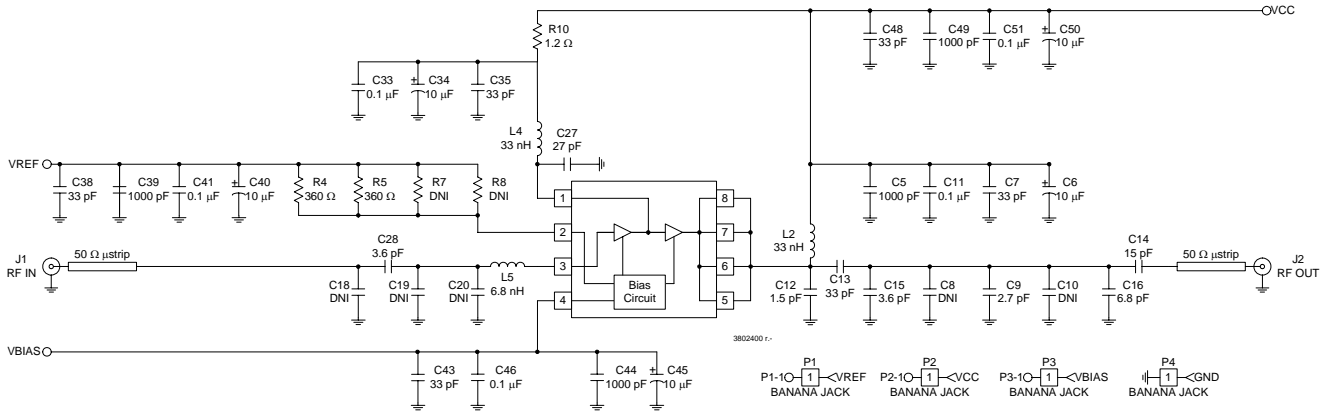 VCC
R10
1.2 Ω
C48
33 pF
C49
1000 pF
C51
0.1 µF
+
C50
10 µF
C33
0.1 µF
+
C34
10 µF
C35
33 pF
L4
33 nH
C27
27 pF
VREF
C38
33 pF
C39
1000 pF
C41
0.1 µF
+
C40
10 µF
R4
360 Ω
R5
360 Ω
R7
DNI
R8
DNI
1
2
3
4
8
7
6
5
Bias
Circuit
C5
1000 pF
C11
0.1 µF
C7
33 pF
+
C6
10 µF
L2
33 nH
J1
RF IN
50 Ω µstrip
C28
3.6 pF
L5
6.8 nH
C18
DNI
C19
DNI
C20
DNI
C12
1.5 pF
C13
33 pF
C15
3.6 pF
C8
DNI
C9
2.7 pF
C10
DNI
C14
15 pF
C16
6.8 pF
50 Ω µstrip
J2
RF OUT
3802400 r.-
VBIAS
C43
33 pF
C46
0.1 µF
C44
1000 pF
+
C45
10 µF
P1
P1-1 1 VREF
BANANA JACK
P2
P2-1 1 VCC
BANANA JACK
P3
P3-1 1 VBIAS
BANANA JACK
P4
1 GND
BANANA JACK